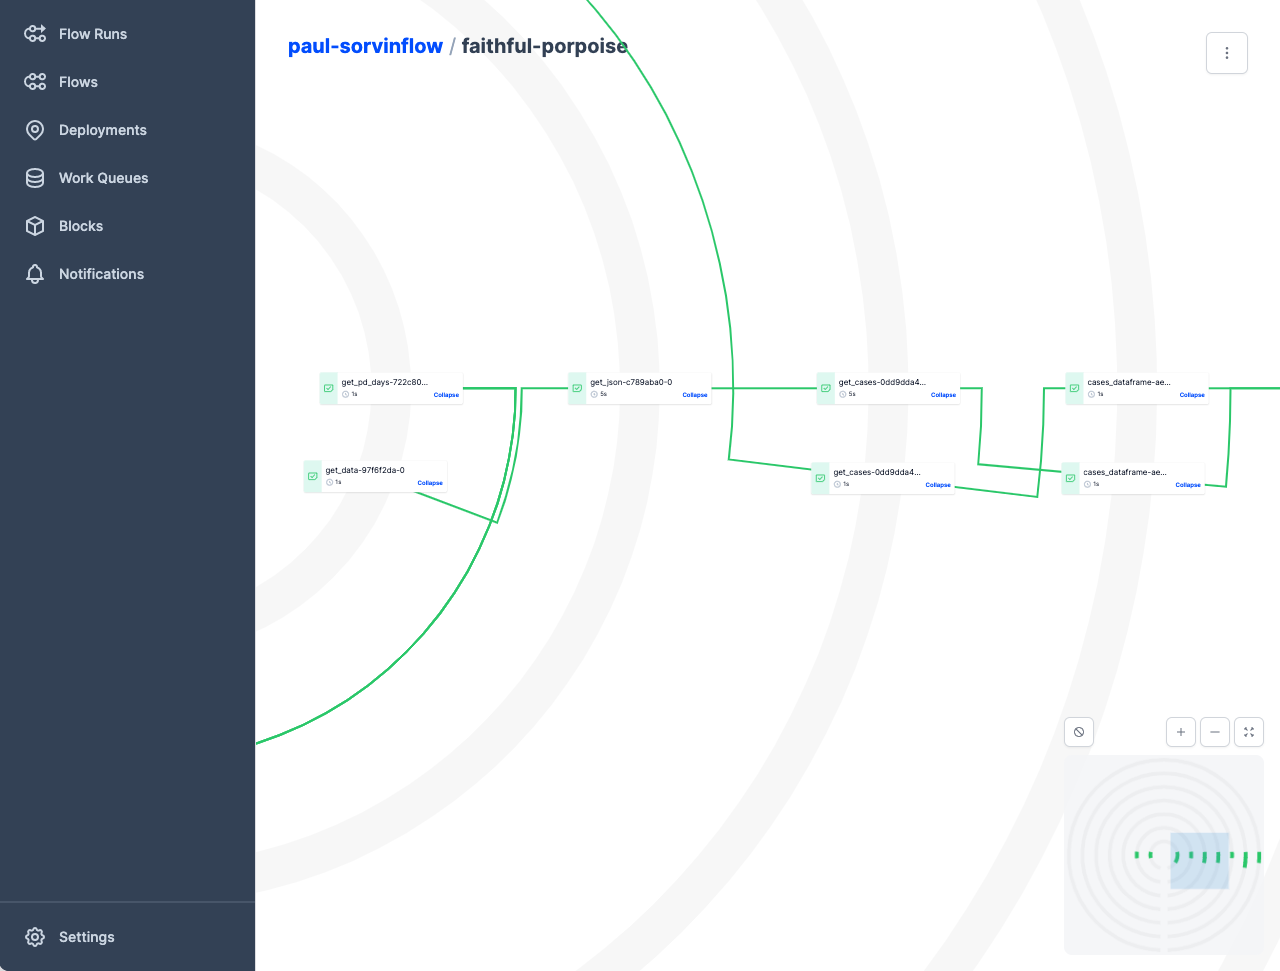 Flow Runs
Flows
Deployments
Work Queues
Blocks
Notifications
Settings
paul-sorvinflow / faithful-porpoise
get_pd_days-722c80...
1s
Collapse
get_json-c789aba0-0
5s
Collapse
get_cases-0dd9dda4...
5s
Collapse
cases_dataframe-ae...
1s
Collapse
get_data-97f6f2da-0
1s
Collapse
get_cases-0dd9dda4...
1s
Collapse
cases_dataframe-ae...
1s
Collapse